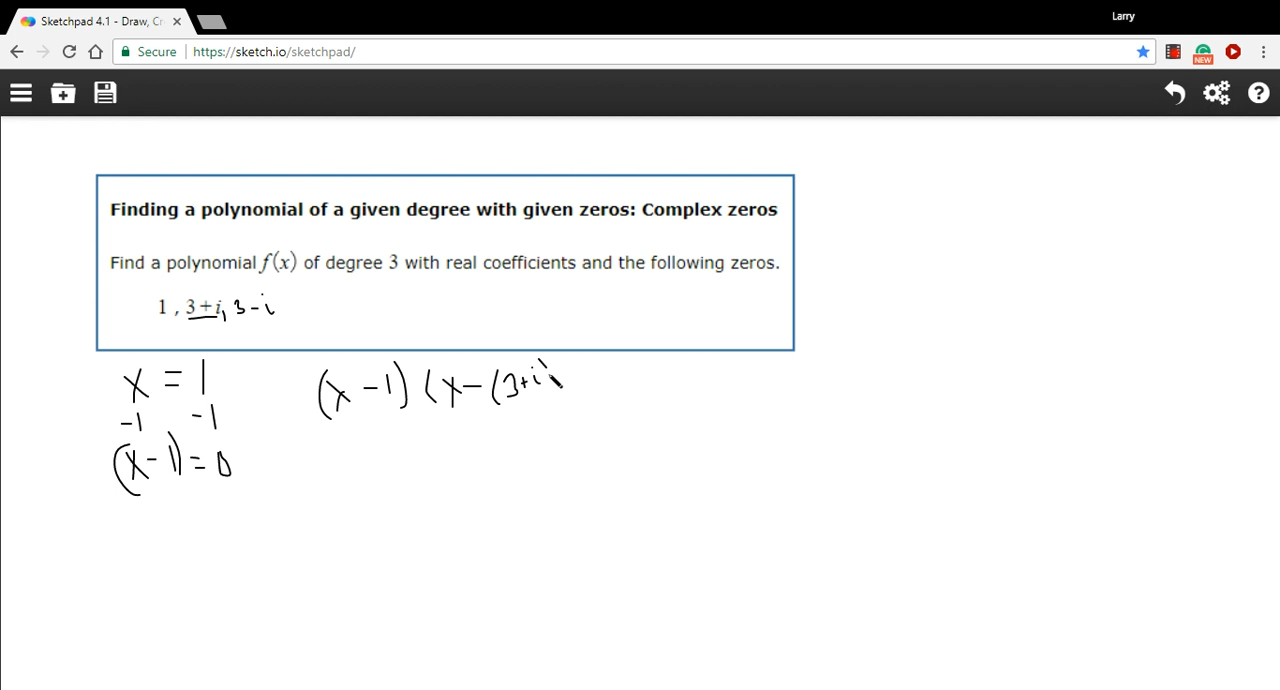 Larry
Sketchpad 4.1 - Draw, Cr
Secure https://sketch.io/sketchpad/
NEW
Finding a polynomial of a given degree with given zeros: Complex zeros
Find a polynomial f(x) of degree 3 with real coefficients and the following zeros.
1 , 3+i, 3-i
x = 1 (x -1) (x-(3+i)
-1 -1
(x-1)=0